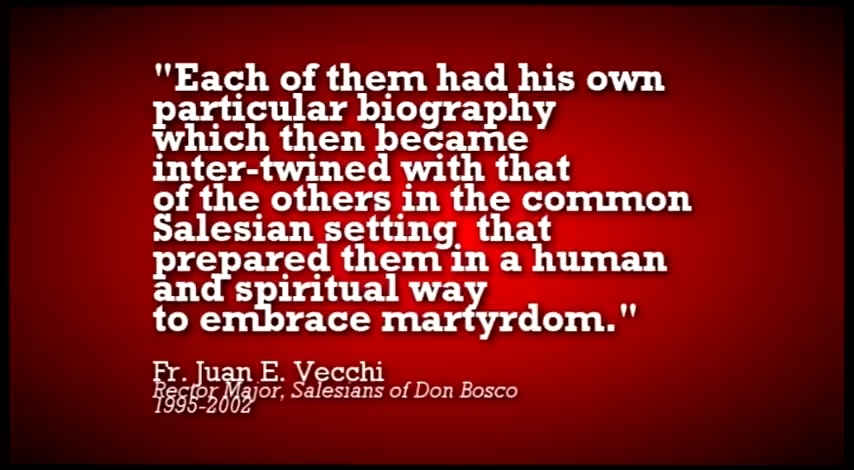 "Each of them had his own
particular biography
which then became
inter-twined with that
of the others in the common
Salesian setting  that
prepared them in a human
and spiritual way
to embrace martyrdom."
Fr. Juan E. Vecchi
Rector Major, Salesians of Don Bosco
1995-2002